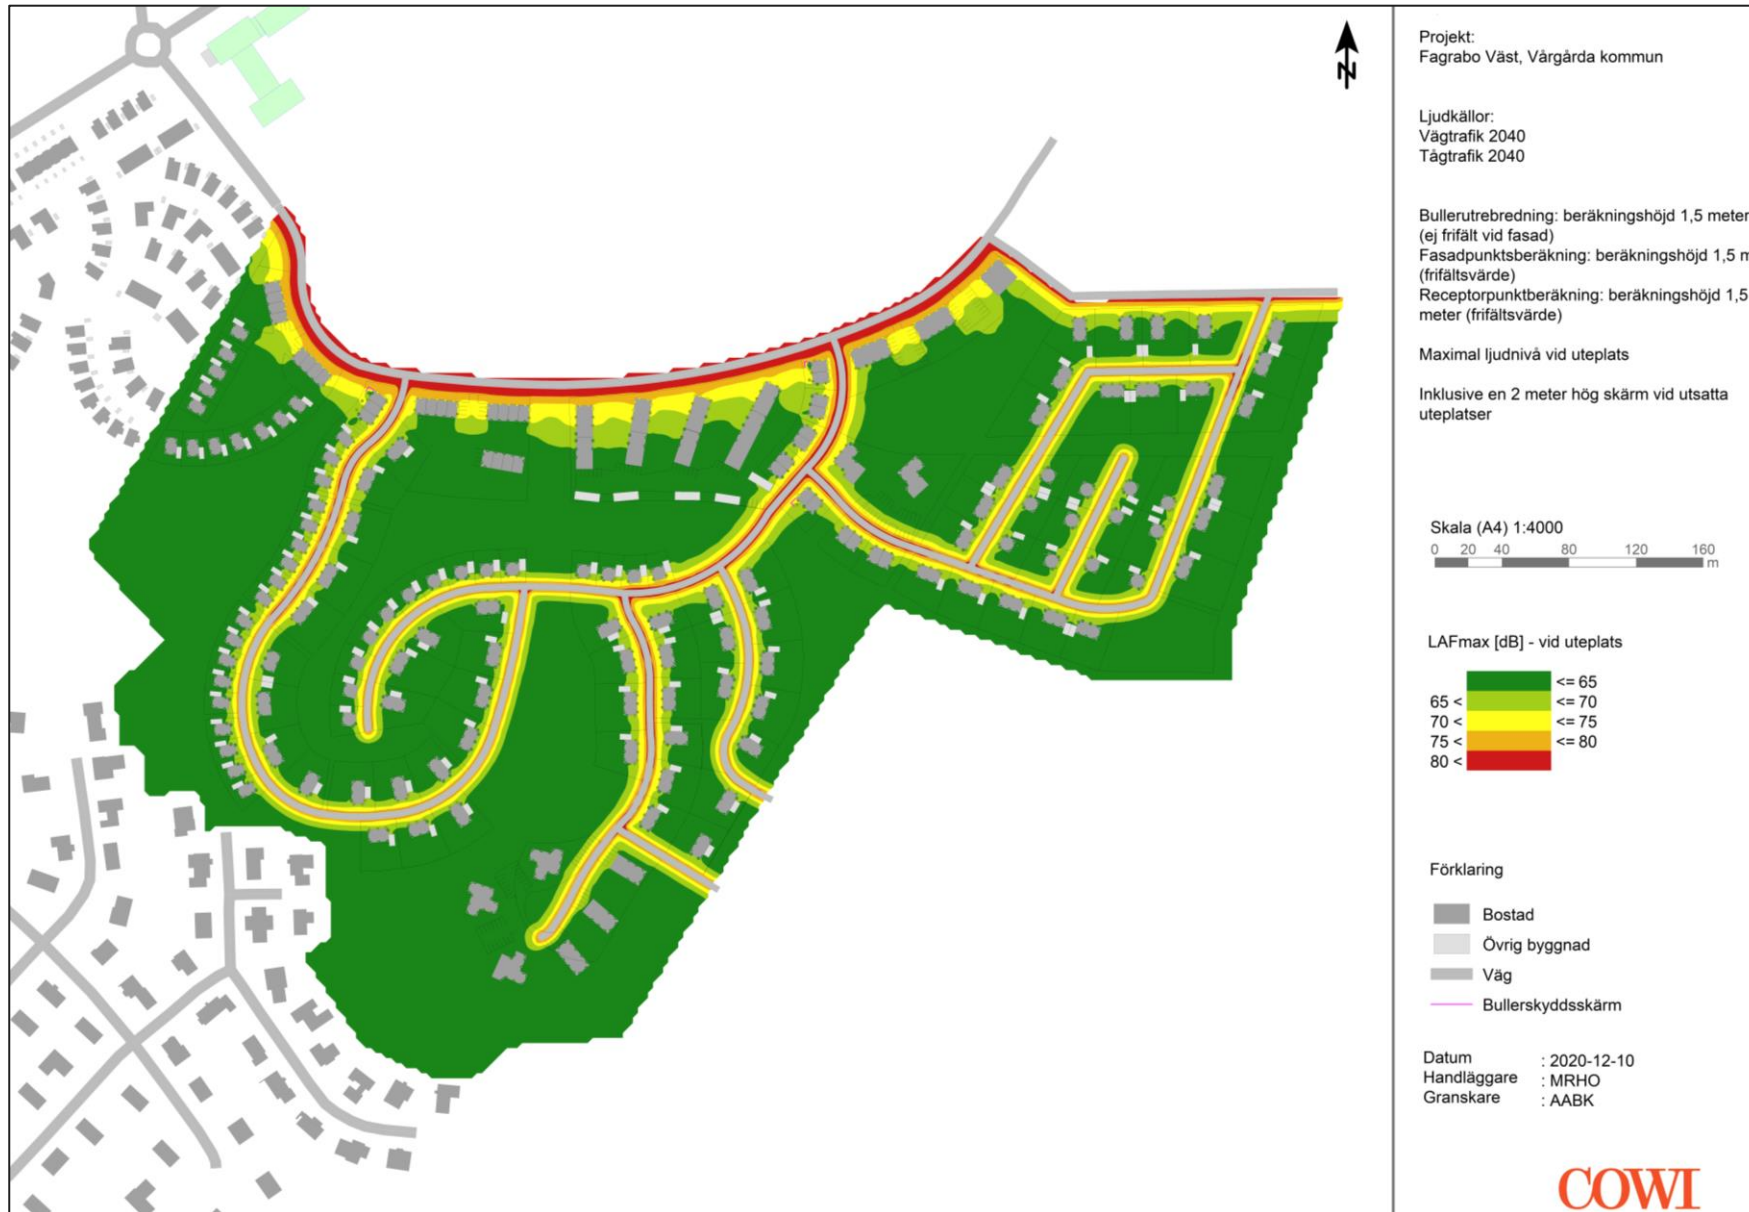 Projekt:
Fagrabo Väst, Vårgårda kommun
Ljudkällor:
Vägtrafik 2040
Tågtrafik 2040
Bullerutrebredning: beräkningshöjd 1,5 meter
(ej frifält vid fasad)
Fasadpunktsberäkning: beräkningshöjd 1,5 m
(frifältsvärde)
Receptorpunktberäkning: beräkningshöjd 1,5
meter (frifältsvärde)
Maximal ljudnivå vid uteplats
Inklusive en 2 meter hög skärm vid utsatta
uteplatser
N
Skala (A4) 1:4000
0 20 40 80 120 160
m
LAFmax [dB] - vid uteplats
<= 65
65 < <= 70
70 < <= 75
75 < <= 80
80 <
Förklaring
Bostad
Övrig byggnad
Väg
Bullerskyddsskärm
Datum : 2020-12-10
Handläggare : MRHO
Granskare : AABK
COWI